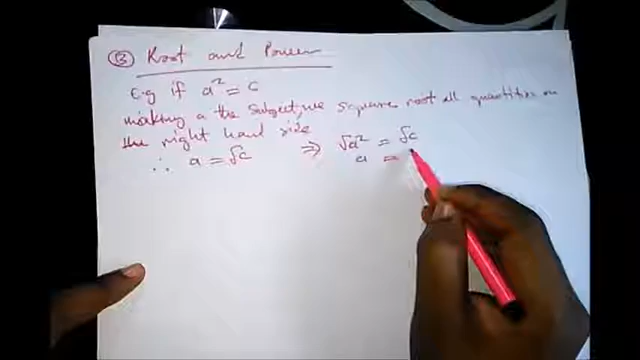 B Root and Power
E.g if a² = c
making a the subject, we square root all quantities on
the right hand side
∴ a = √c ⇒ √a² = √c
a =